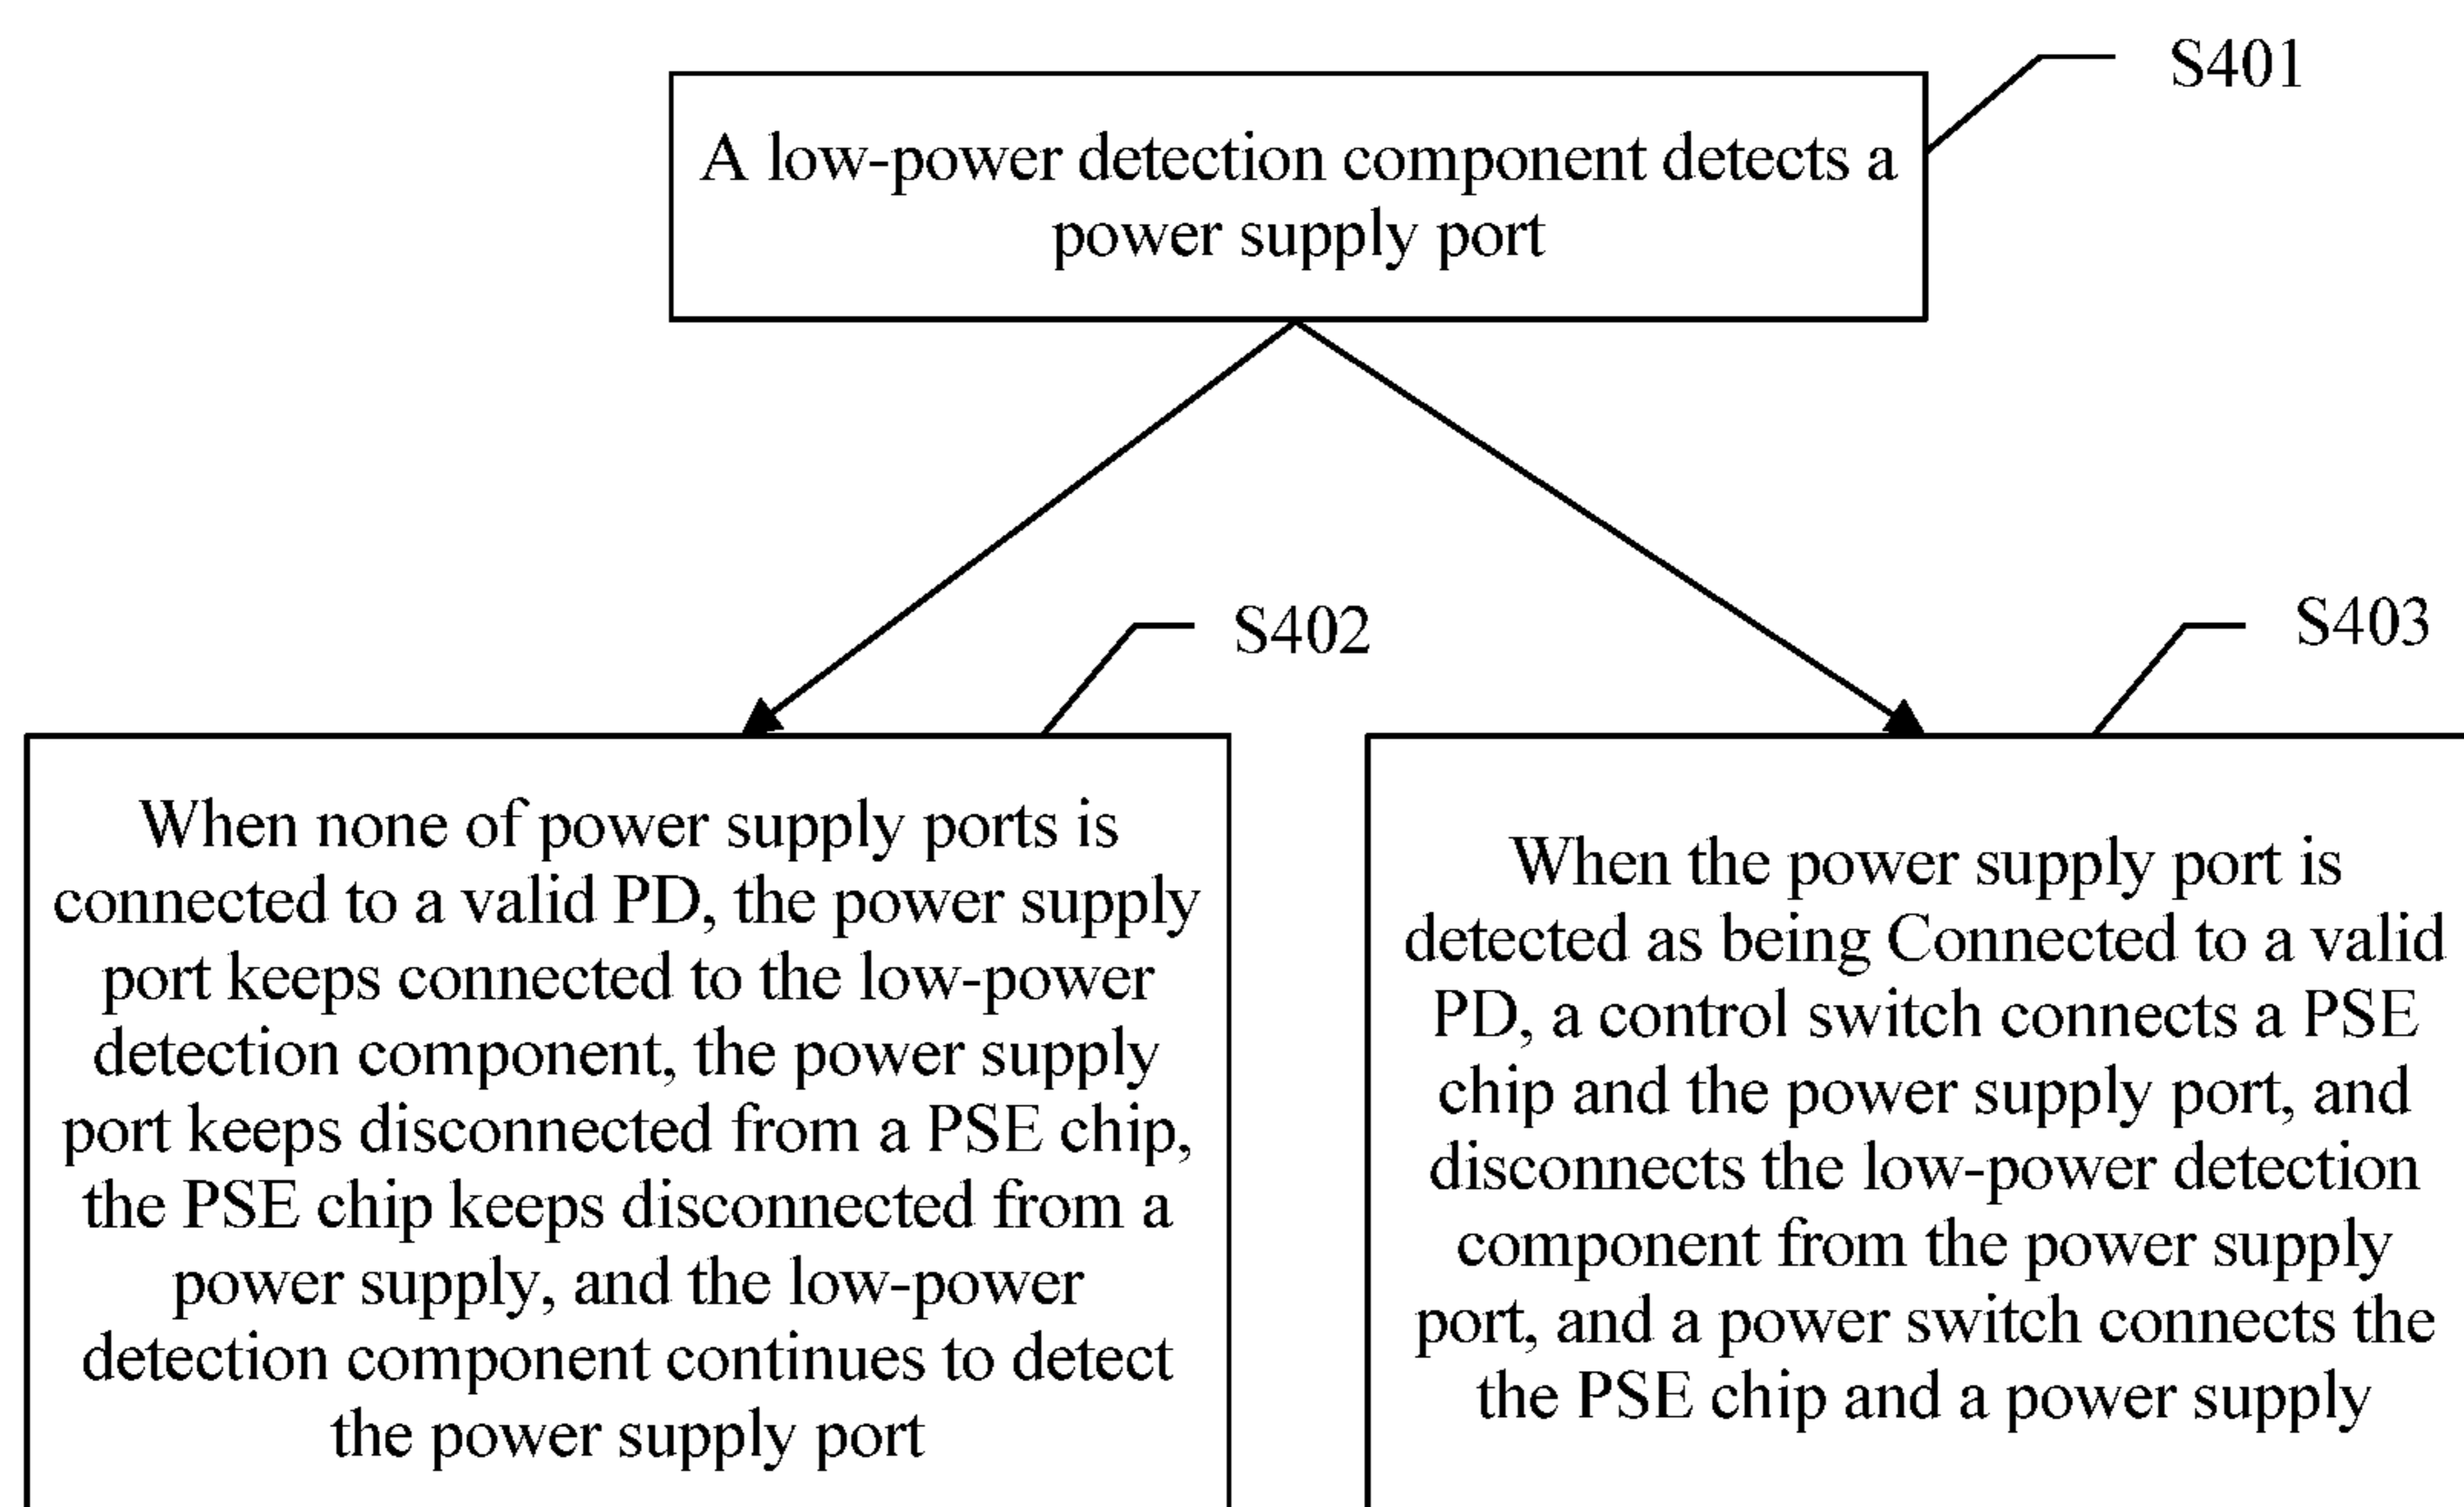 S401
A low-power detection component detects a
power supply port
S402
When none of power supply ports is
connected to a valid PD, the power supply
port keeps connected to the low-power
detection component, the power supply
port keeps disconnected from a PSE chip,
the PSE chip keeps disconnected from a
power supply, and the low-power
detection component continues to detect
the power supply port
S403
When the power supply port is
detected as being Connected to a valid
PD, a control switch connects a PSE
chip and the power supply port, and
disconnects the low-power detection
component from the power supply
port, and a power switch connects the
the PSE chip and a power supply